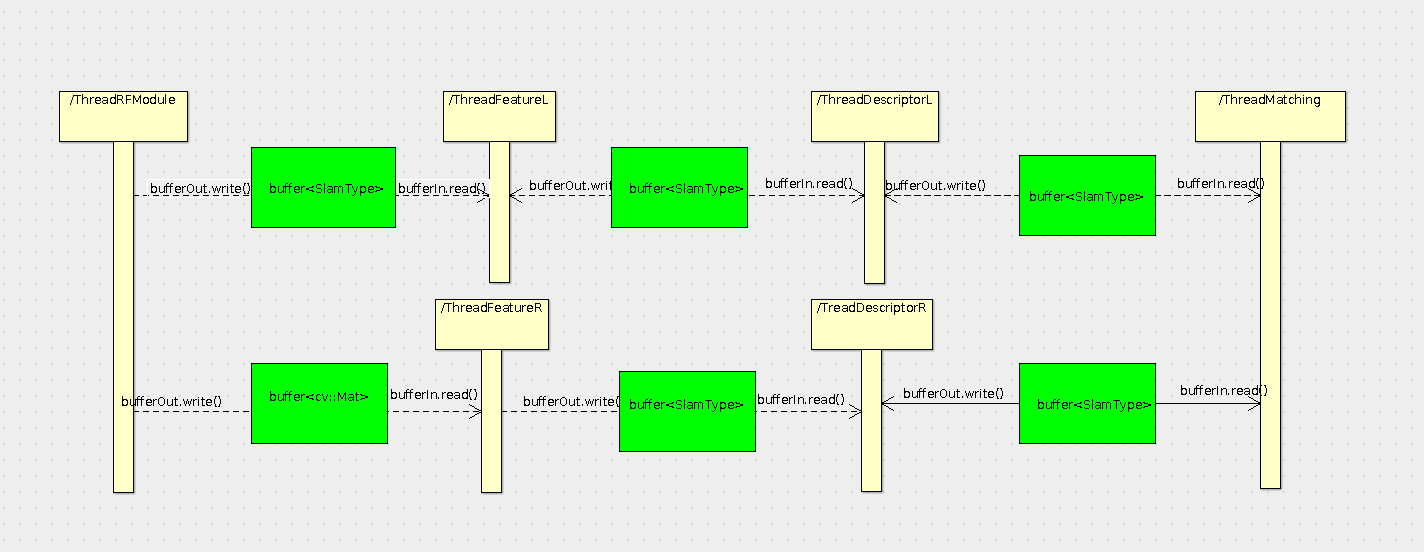 /ThreadRFModule
/ThreadFeatureL
/ThreadDescriptorL
/ThreadMatching
bufferOut.write()
buffer<SlamType>
bufferIn.read()
bufferOut.wri
buffer<SlamType>
bufferIn.read()
bufferOut.write()
buffer<SlamType>
bufferIn.read()
/ThreadFeatureR
/TreadDescriptorR
bufferOut.write()
buffer<cv::Mat>
bufferIn.read()
bufferOut.write(
buffer<SlamType>
bufferIn.read()
bufferOut.write()
buffer<SlamType>
bufferIn.read()